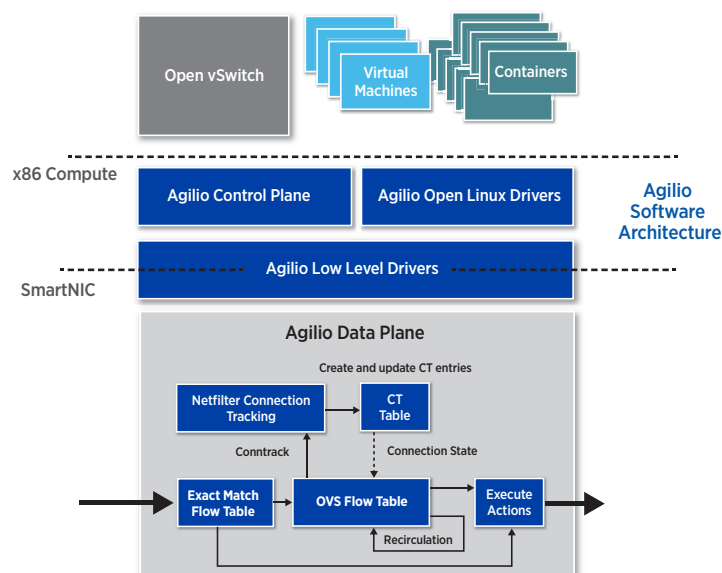 Open vSwitch
Virtual
Machines
Containers
x86 Compute
Agilio Control Plane
Agilio Open Linux Drivers
Agilio
Software
Architecture
Agilio Low Level Drivers
SmartNIC
Agilio Data Plane
Create and update CT entries
Netfilter Connection
Tracking
CT
Table
Conntrack
Connection State
Exact Match
Flow Table
OVS Flow Table
Execute
Actions
Recirculation